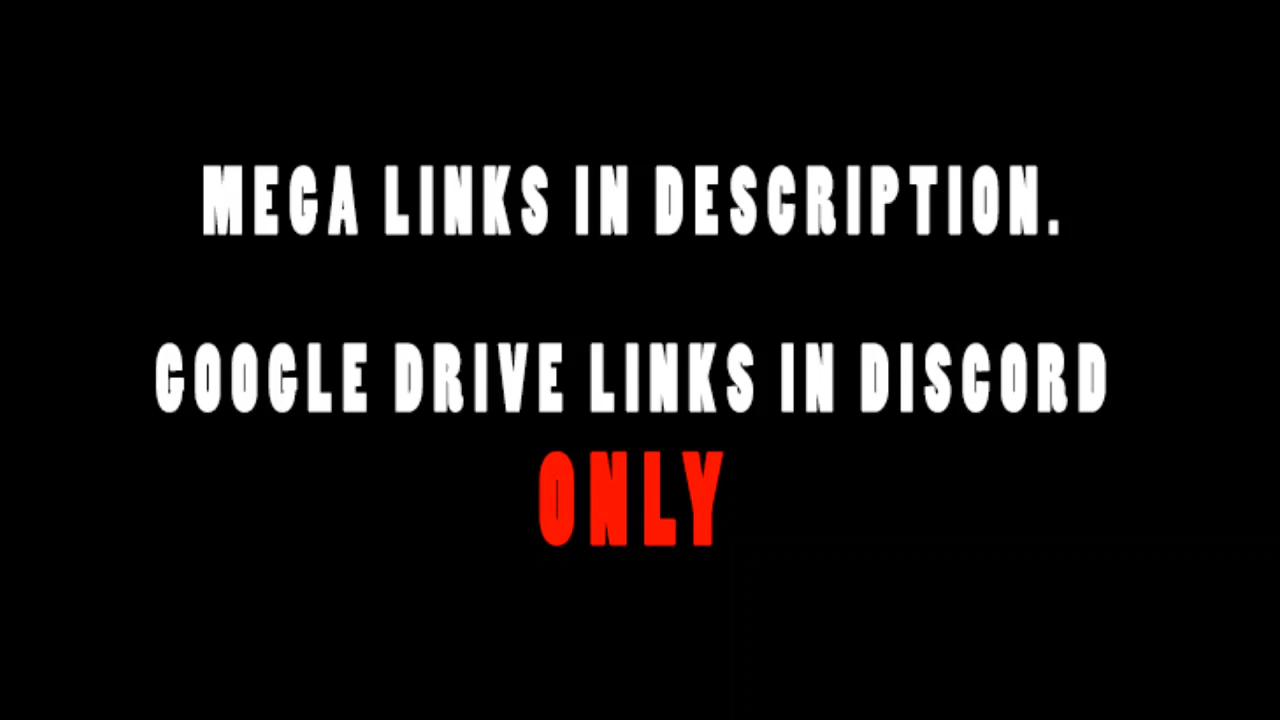 MEGA LINKS IN DESCRIPTION.
GOOGLE DRIVE LINKS IN DISCORD
ONLY